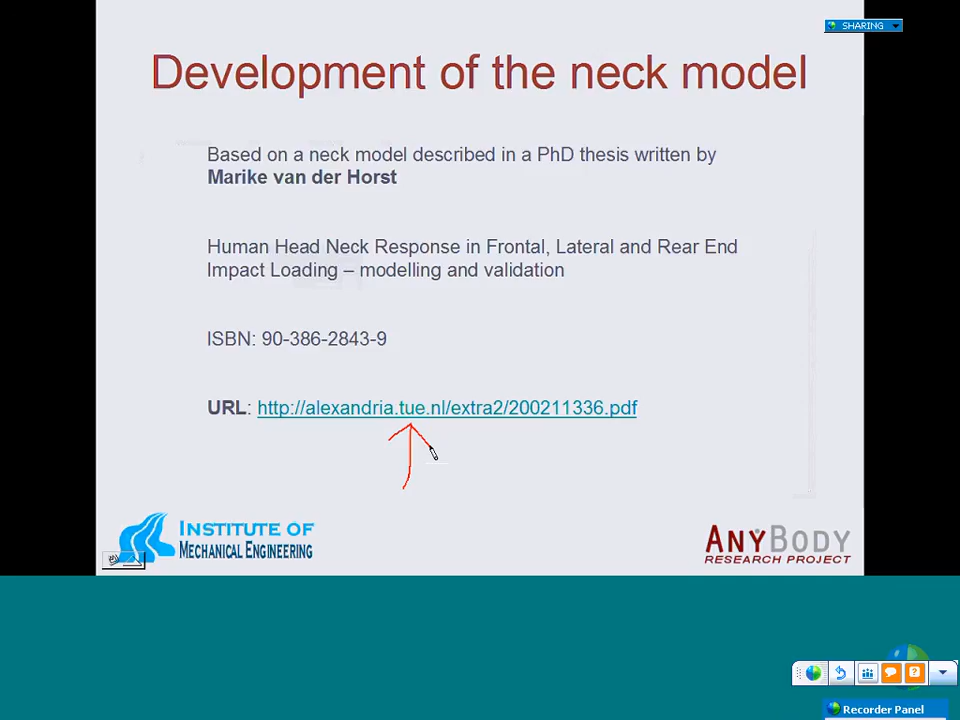 SHARING
Development of the neck model
Based on a neck model described in a PhD thesis written by
Marike van der Horst
Human Head Neck Response in Frontal, Lateral and Rear End
Impact Loading – modelling and validation
ISBN: 90-386-2843-9
URL: http://alexandria.tue.nl/extra2/200211336.pdf
INSTITUTE OF
MECHANICAL ENGINEERING
ANYBODY
RESEARCH PROJECT
Recorder Panel